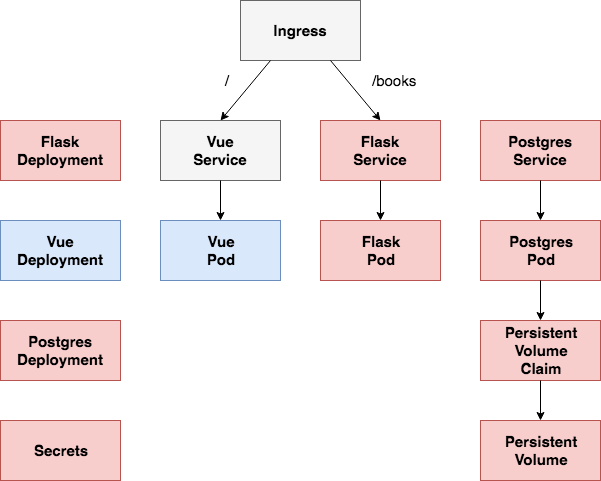 Ingress
/
/books
Flask
Deployment
Vue
Service
Flask
Service
Postgres
Service
Vue
Deployment
Vue
Pod
Flask
Pod
Postgres
Pod
Postgres
Deployment
Persistent
Volume
Claim
Secrets
Persistent
Volume